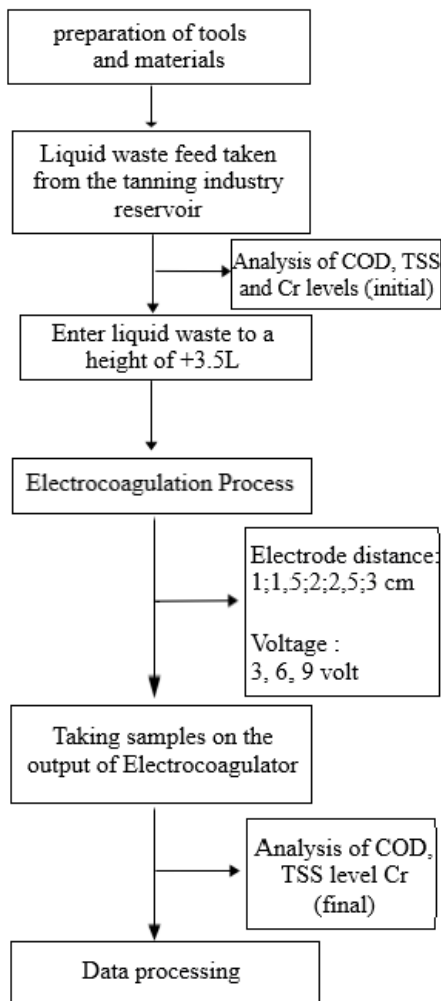 preparation of tools
and materials
Liquid waste feed taken
from the tanning industry
reservoir
Analysis of COD, TSS
and Cr levels (initial)
Enter liquid waste to a
height of +3.5L
Electrocoagulation Process
Electrode distance:
1;1,5;2;2,5;3 cm
Voltage :
3, 6, 9 volt
Taking samples on the
output of Electrocoagulator
Analysis of COD,
TSS level Cr
(final)
Data processing